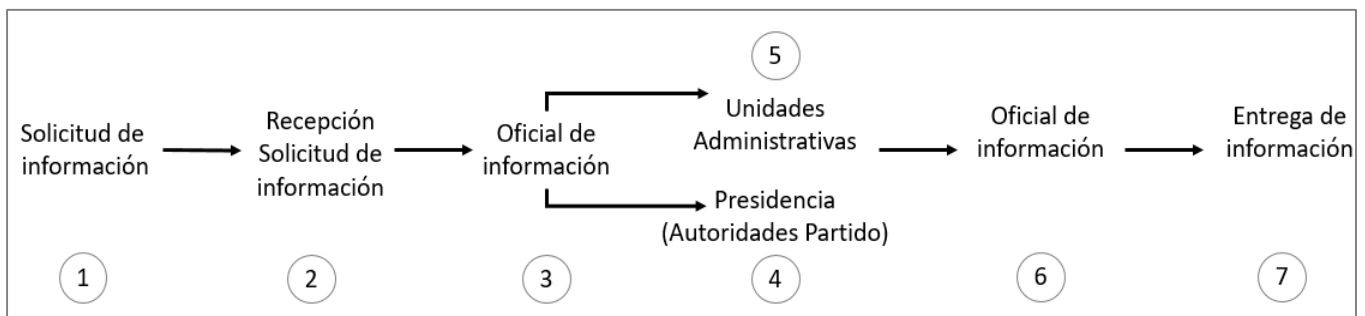 Solicitud de
información
1
Recepción
Solicitud de
información
2
Oficial de
información
3
5
Unidades
Administrativas
Presidencia
(Autoridades Partido)
4
Oficial de
información
6
Entrega de
información
7